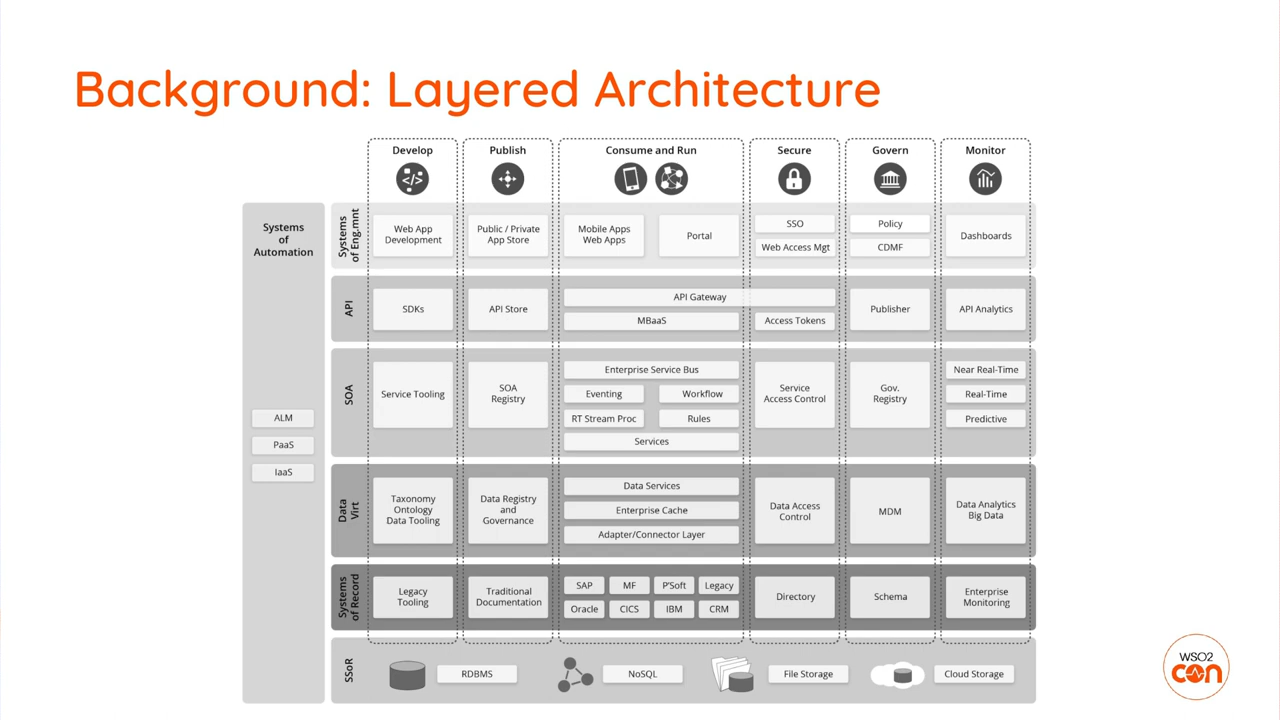 Background: Layered Architecture
Develop
Publish
Consume and Run
Secure
Govern
Monitor
Systems
of
Automation
ALM
PaaS
IaaS
Systems
of Eng.mnt
Web App
Development
Public / Private
App Store
Mobile Apps
Web Apps
Portal
SSO
Web Access Mgt
Policy
CDMF
Dashboards
API
SDKs
API Store
API Gateway
MBaaS
Access Tokens
Publisher
API Analytics
SOA
Service Tooling
SOA
Registry
Enterprise Service Bus
Eventing
Workflow
RT Stream Proc
Rules
Services
Service
Access Control
Gov.
Registry
Near Real-Time
Real-Time
Predictive
Data
Virt
Taxonomy
Ontology
Data Tooling
Data Registry
and
Governance
Data Services
Enterprise Cache
Adapter/Connector Layer
Data Access
Control
MDM
Data Analytics
Big Data
Systems
of Record
Legacy
Tooling
Traditional
Documentation
SAP
MF
P'Soft
Legacy
Oracle
CICS
IBM
CRM
Directory
Schema
Enterprise
Monitoring
SSoR
RDBMS
NoSQL
File Storage
Cloud Storage
WSO2
con